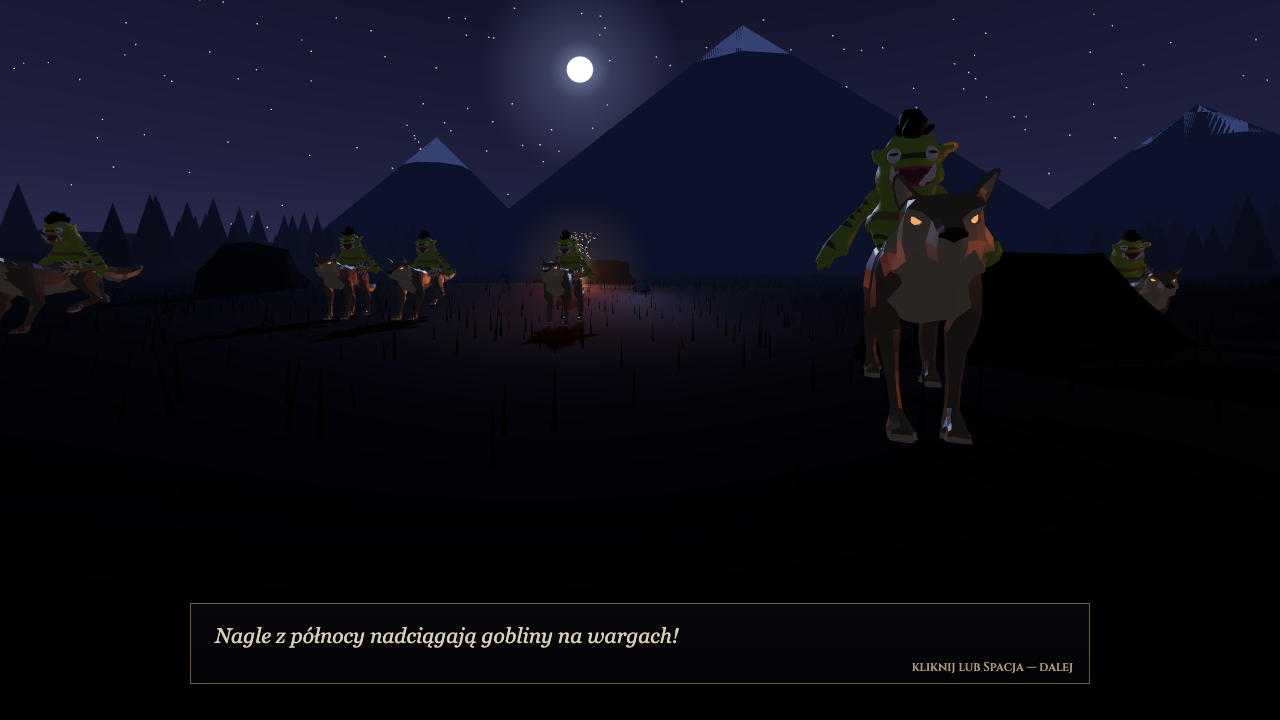 Nagle z północy nadciągają gobliny na wargach!
kliknij lub Spacja — dalej